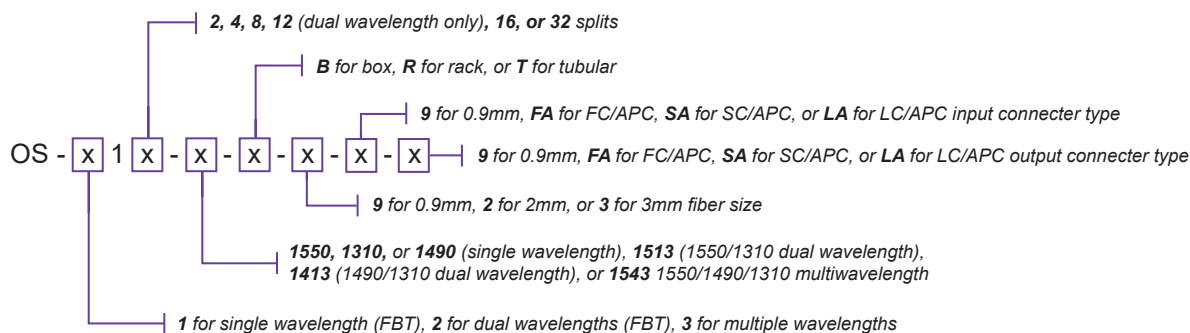 2, 4, 8, 12 (dual wavelength only), 16, or 32 splits
B for box, R for rack, or T for tubular
9 for 0.9mm, FA for FC/APC, SA for SC/APC, or LA for LC/APC input connecter type
OS - x 1 x - x - x - x - x - x
9 for 0.9mm, FA for FC/APC, SA for SC/APC, or LA for LC/APC output connecter type
9 for 0.9mm, 2 for 2mm, or 3 for 3mm fiber size
1550, 1310, or 1490 (single wavelength), 1513 (1550/1310 dual wavelength),
1413 (1490/1310 dual wavelength), or 1543 1550/1490/1310 multiwavelength
1 for single wavelength (FBT), 2 for dual wavelengths (FBT), 3 for multiple wavelengths